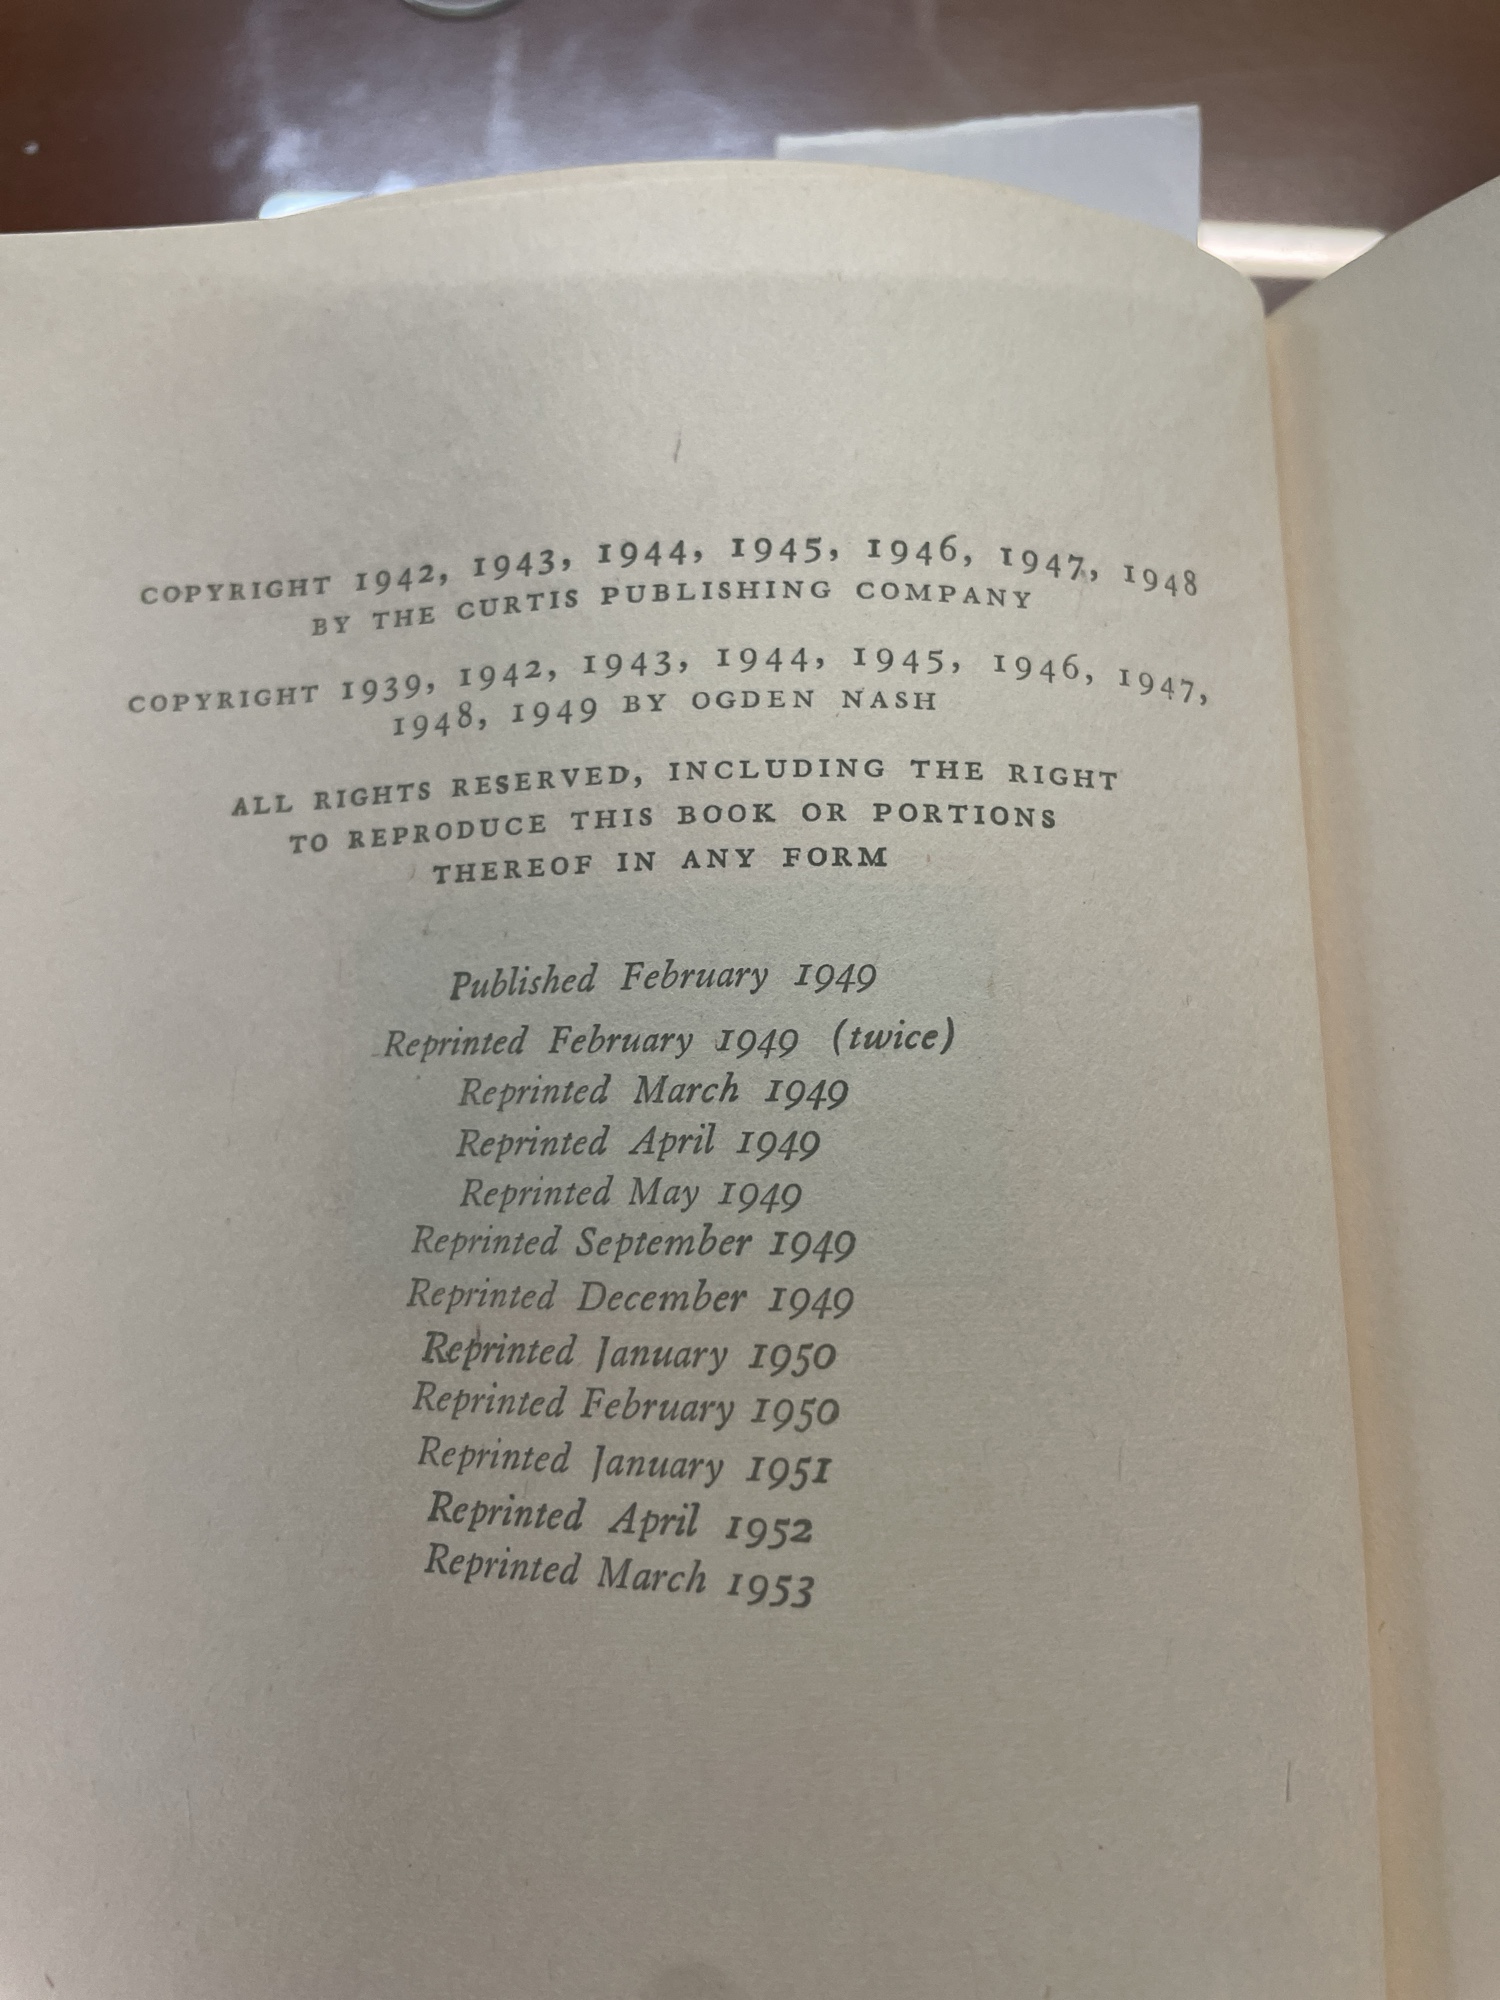 COPYRIGHT 1942, 1943, 1944, 1945, 1946, 1947, 1948
BY THE CURTIS PUBLISHING COMPANY
COPYRIGHT 1939, 1942, 1943, 1944, 1945, 1946, 1947,
1948, 1949 BY OGDEN NASH
ALL RIGHTS RESERVED, INCLUDING THE RIGHT
TO REPRODUCE THIS BOOK OR PORTIONS
THEREOF IN ANY FORM
Published February 1949
Reprinted February 1949 (twice)
Reprinted March 1949
Reprinted April 1949
Reprinted May 1949
Reprinted September 1949
Reprinted December 1949
Reprinted January 1950
Reprinted February 1950
Reprinted January 1951
Reprinted April 1952
Reprinted March 1953